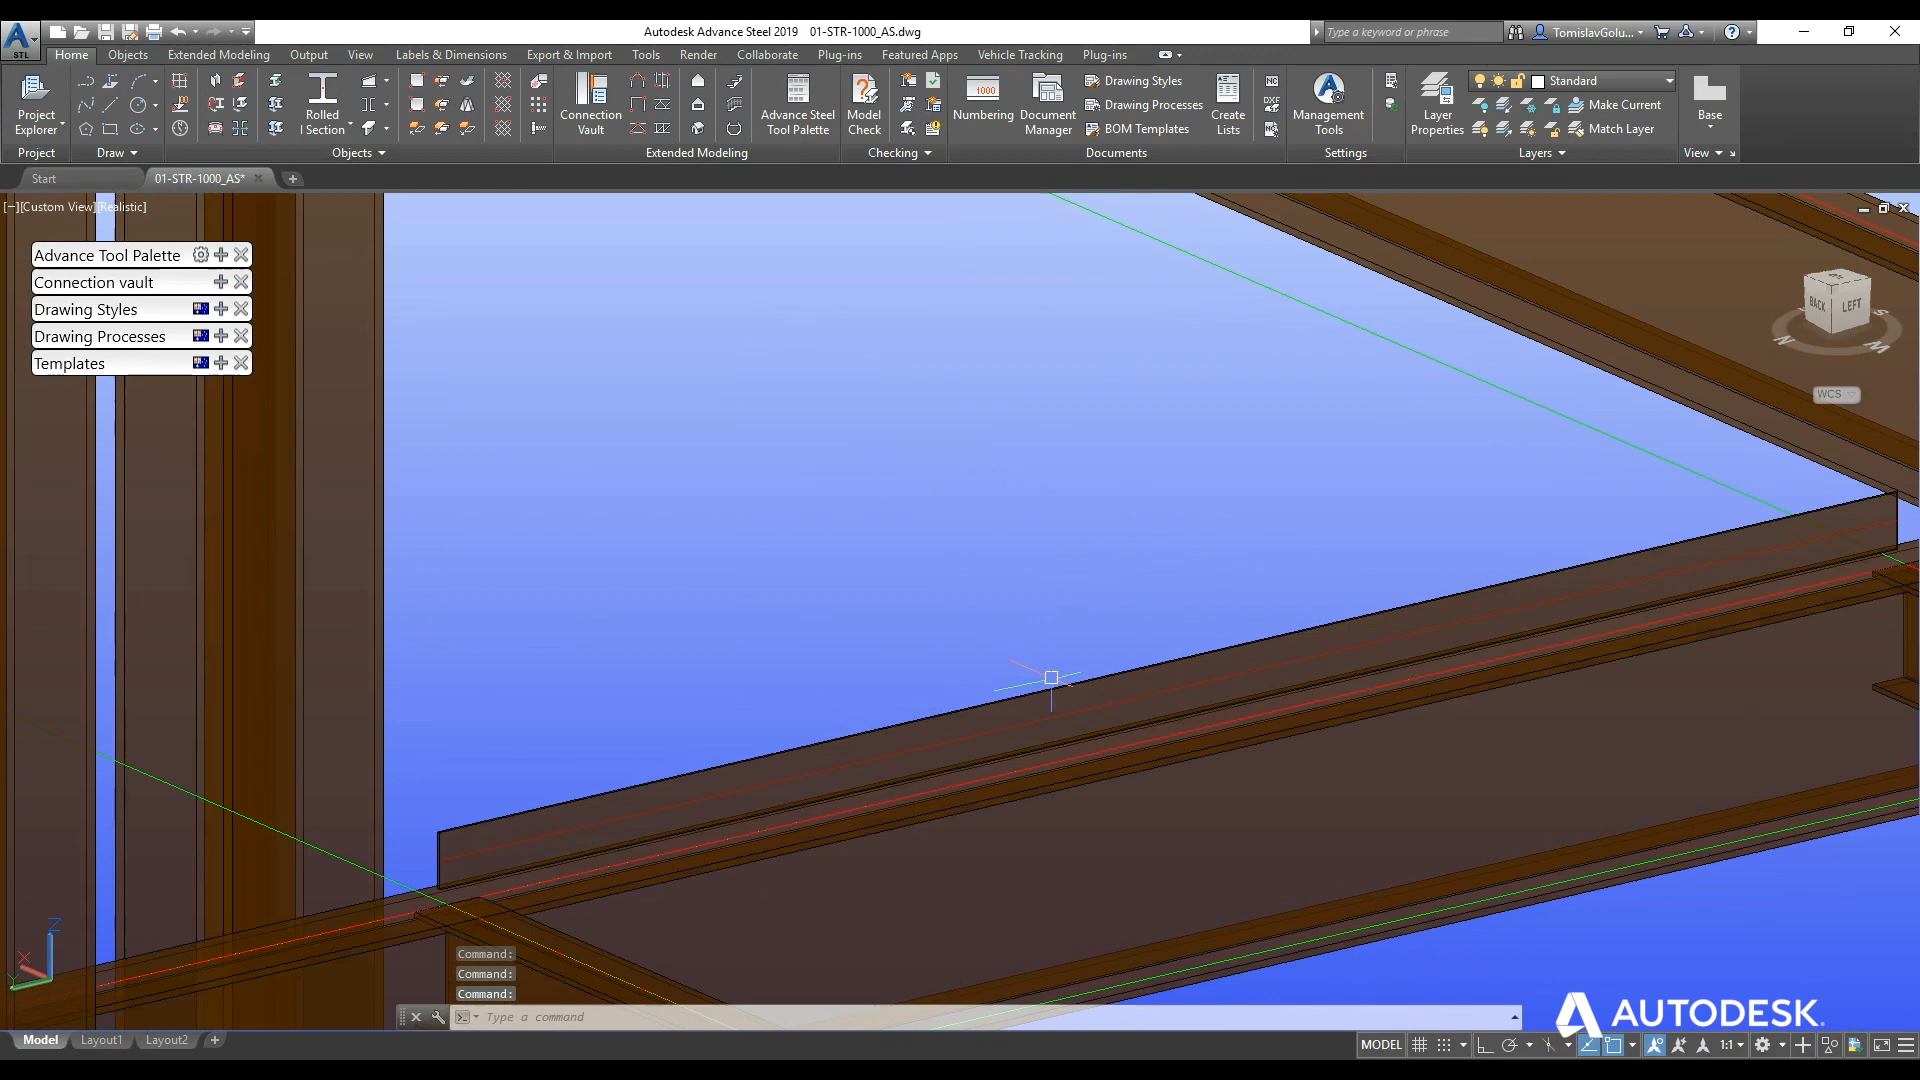 Autodesk Advance Steel 2019 01-STR-1000_AS.dwg
Type a keyword or phrase
TomislavGolu...
STL
Home Objects Extended Modeling Output View Labels & Dimensions Export & Import Tools Render Collaborate Plug-ins Featured Apps Vehicle Tracking Plug-ins
Project Explorer
Rolled I Section
Connection Vault
Advance Steel Tool Palette
Model Check
1000
Numbering
Document Manager
Drawing Styles
Drawing Processes
BOM Templates
Create Lists
NC
DXF
NC
Management Tools
Layer Properties
Standard
Make Current
Match Layer
Base
Project Draw Objects Extended Modeling Checking Documents Settings Layers View
Start 01-STR-1000_AS*
[−][Custom View][Realistic]
Advance Tool Palette
Connection vault
Drawing Styles
Drawing Processes
Templates
BACK
LEFT
S
N
WCS
Z
X
Y
Command:
Command:
Command:
Type a command
AUTODESK.
Model Layout1 Layout2
MODEL
1:1